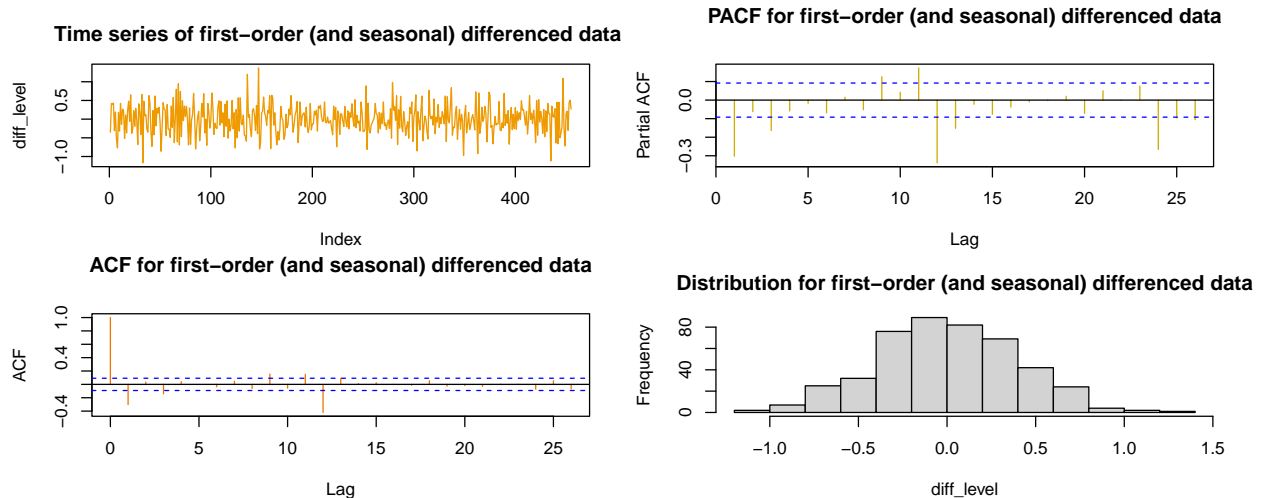 Time series of first−order (and seasonal) differenced data
diff_level
0.5
−1.0
0 100 200 300 400
Index
PACF for first−order (and seasonal) differenced data
Partial ACF
0.0
−0.3
0 5 10 15 20 25
Lag
ACF for first−order (and seasonal) differenced data
ACF
1.0
0.4
−0.4
0 5 10 15 20 25
Lag
Distribution for first−order (and seasonal) differenced data
Frequency
80
40
0
−1.0 −0.5 0.0 0.5 1.0 1.5
diff_level